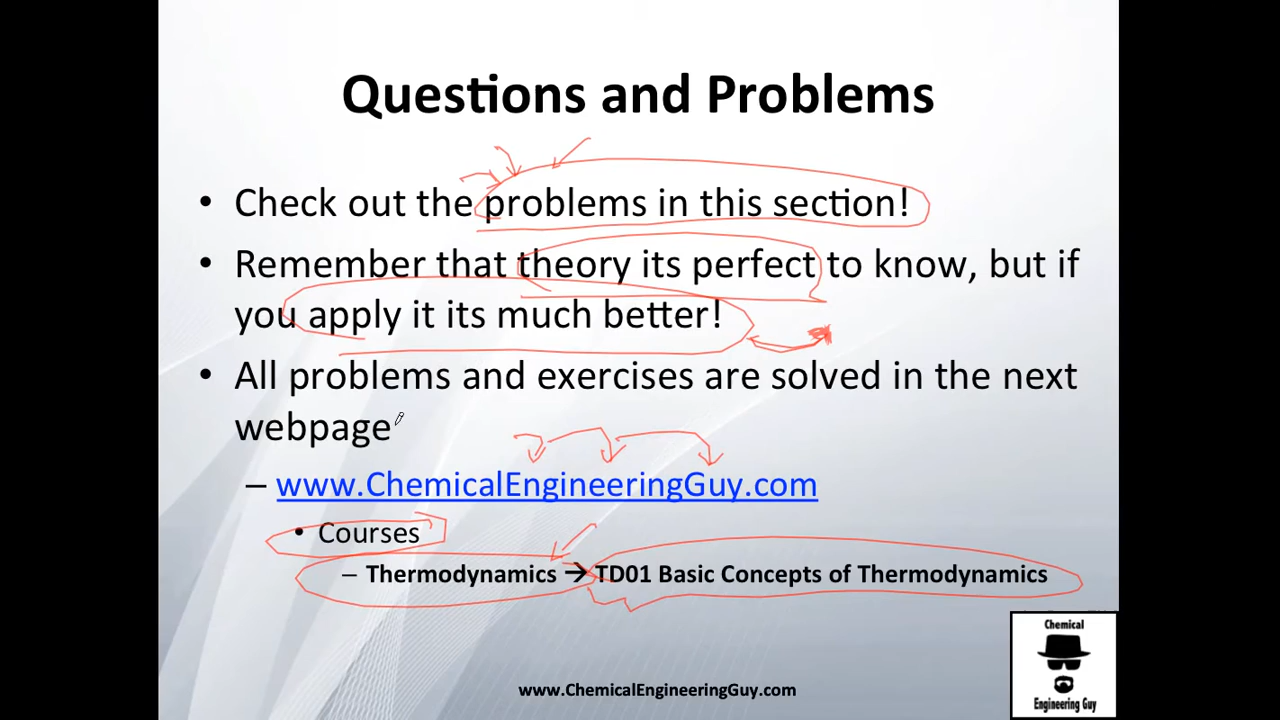 Questions and Problems
• Check out the problems in this section!
• Remember that theory its perfect to know, but if
you apply it its much better!
• All problems and exercises are solved in the next
webpage
– www.ChemicalEngineeringGuy.com
• Courses
– Thermodynamics → TD01 Basic Concepts of Thermodynamics
Chemical
Engineering Guy
www.ChemicalEngineeringGuy.com